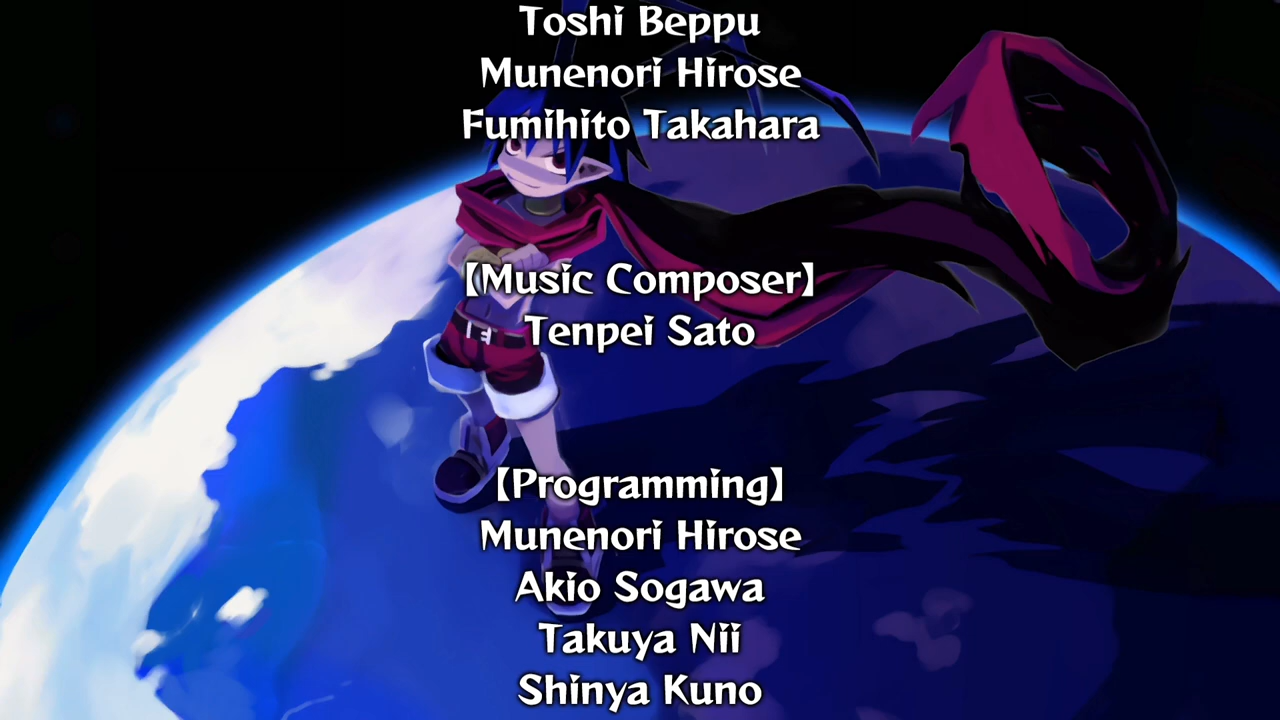 Toshi Beppu
Munenori Hirose
Fumihito Takahara
【Music Composer】
Tenpei Sato
【Programming】
Munenori Hirose
Akio Sogawa
Takuya Nii
Shinya Kuno